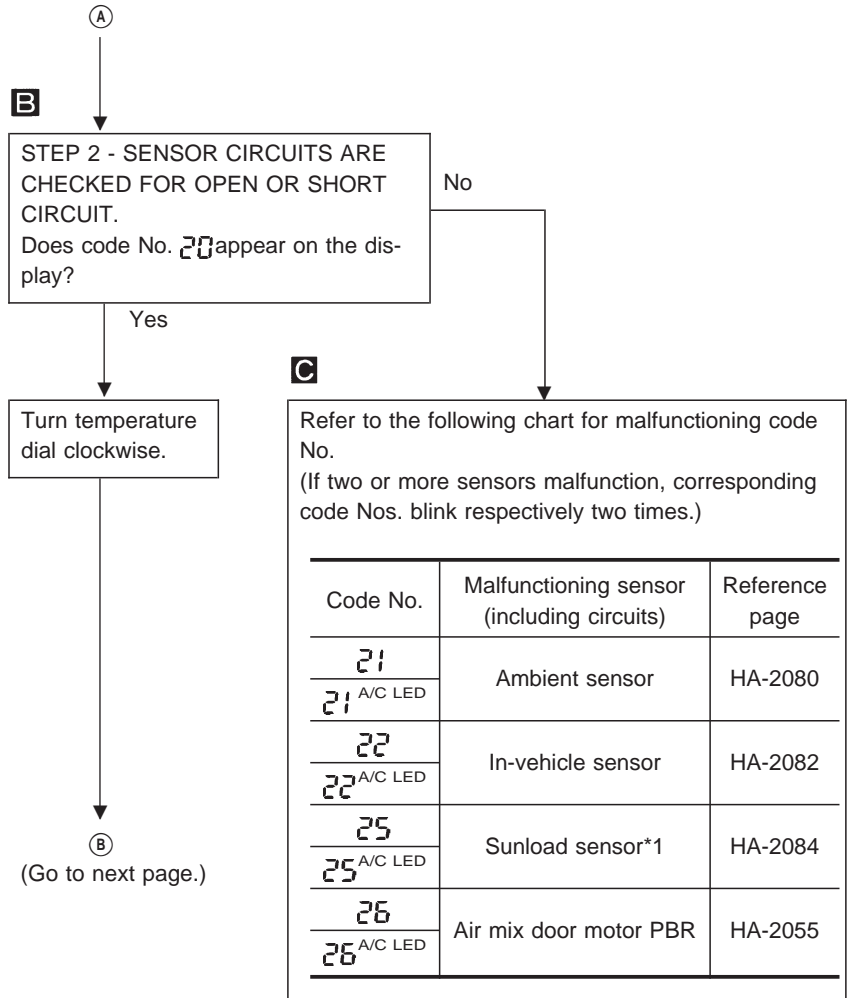 A
B
STEP 2 - SENSOR CIRCUITS ARE
CHECKED FOR OPEN OR SHORT
CIRCUIT.
Does code No. 20 appear on the dis-
play?
No
Yes
Turn temperature
dial clockwise.
B
(Go to next page.)
C
Refer to the following chart for malfunctioning code
No.
(If two or more sensors malfunction, corresponding
code Nos. blink respectively two times.)
Code No.
Malfunctioning sensor
(including circuits)
Reference
page
21
21 A/C LED
Ambient sensor
HA-2080
22
22 A/C LED
In-vehicle sensor
HA-2082
25
25 A/C LED
Sunload sensor*1
HA-2084
26
26 A/C LED
Air mix door motor PBR
HA-2055